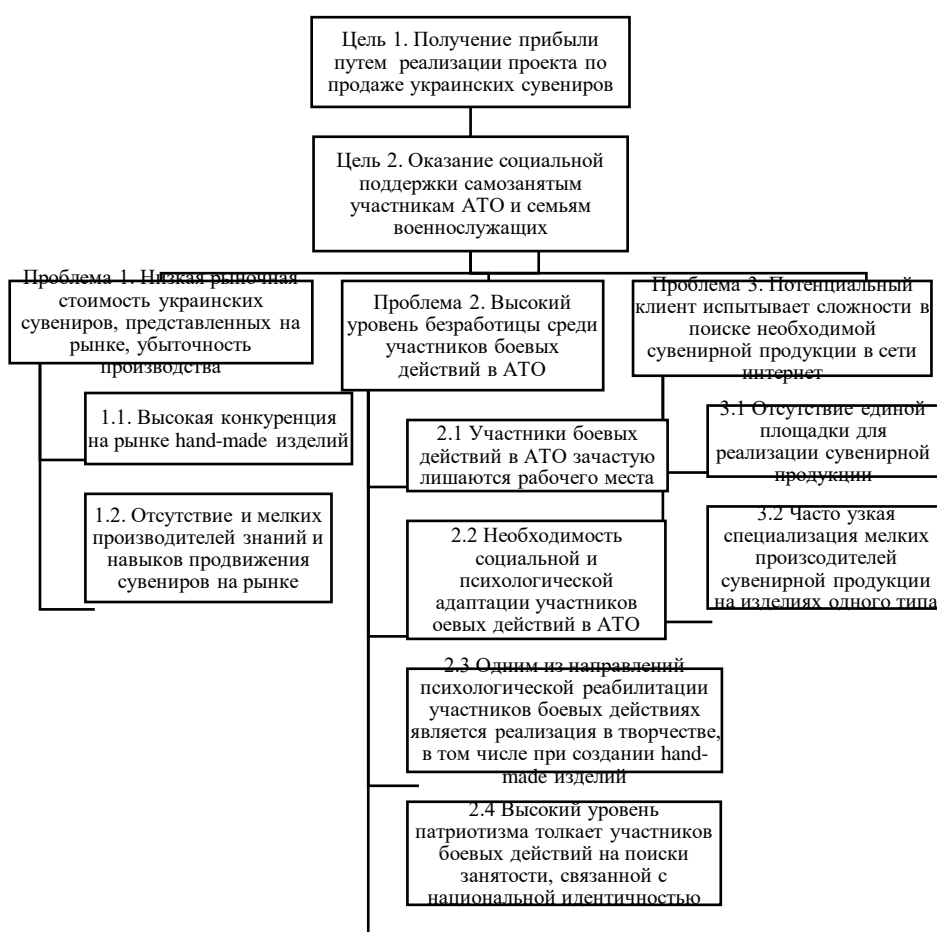 Цель 1. Получение прибыли
путем реализации проекта по
продаже украинских сувениров
Цель 2. Оказание социальной
поддержки самозанятым
участникам АТО и семьям
военнослужащих
Проблема 1. Низкая рыночная
стоимость украинских
сувениров, представленных на
рынке, убыточность
производства
1.1. Высокая конкуренция
на рынке hand-made изделий
1.2. Отсутствие и мелких
производителей знаний и
навыков продвижения
сувениров на рынке
Проблема 2. Высокий
уровень безработицы среди
участников боевых
действий в АТО
2.1 Участники боевых
действий в АТО зачастую
лишаются рабочего места
2.2 Необходимость
социальной и
психологической
адаптации участников
оевых действий в АТО
2.3 Одним из направлений
психологической реабилитации
участников боевых действиях
является реализация в творчестве,
в том числе при создании hand-
made изделий
2.4 Высокий уровень
патриотизма толкает участников
боевых действий на поиски
занятости, связанной с
национальной идентичностью
Проблема 3. Потенциальный
клиент испытывает сложности в
поиске необходимой
сувенирной продукции в сети
интернет
3.1 Отсутствие единой
площадки для
реализации сувенирной
продукции
3.2 Часто узкая
специализация мелких
произсодителей
сувенирной продукции
на изделиях одного типа